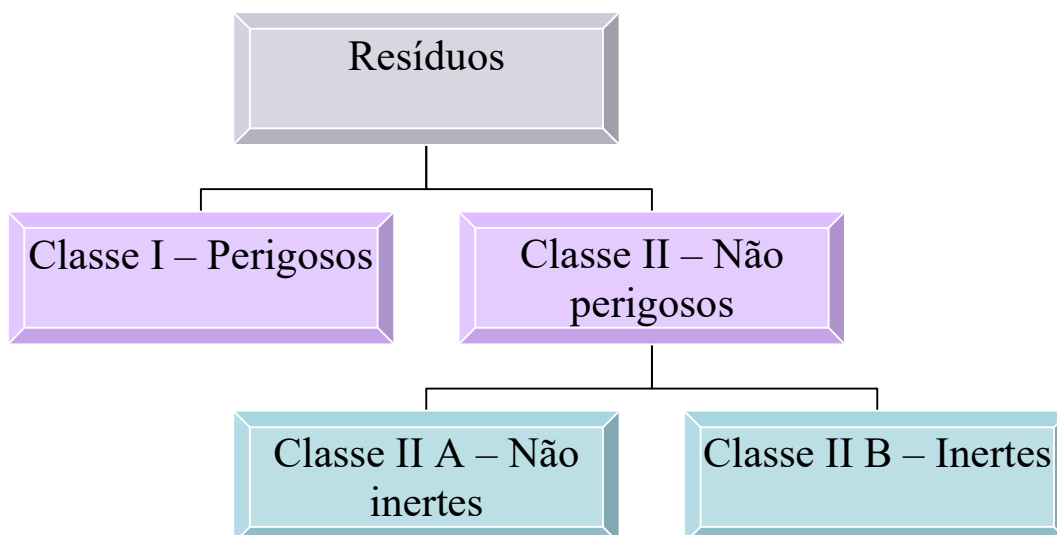 Resíduos
Classe I – Perigosos
Classe II – Não
perigosos
Classe II A – Não
inertes
Classe II B – Inertes